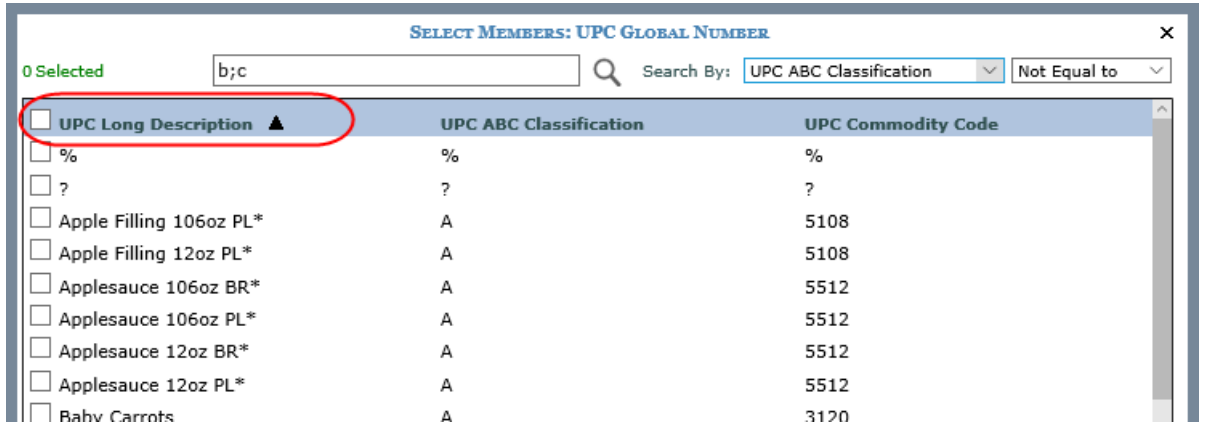 SELECT MEMBERS: UPC GLOBAL NUMBER ×
0 Selected b;c Search By: UPC ABC Classification Not Equal to
UPC Long Description ▲ UPC ABC Classification UPC Commodity Code
% % %
? ? ?
Apple Filling 106oz PL* A 5108
Apple Filling 12oz PL* A 5108
Applesauce 106oz BR* A 5512
Applesauce 106oz PL* A 5512
Applesauce 12oz BR* A 5512
Applesauce 12oz PL* A 5512
Baby Carrots A 3120